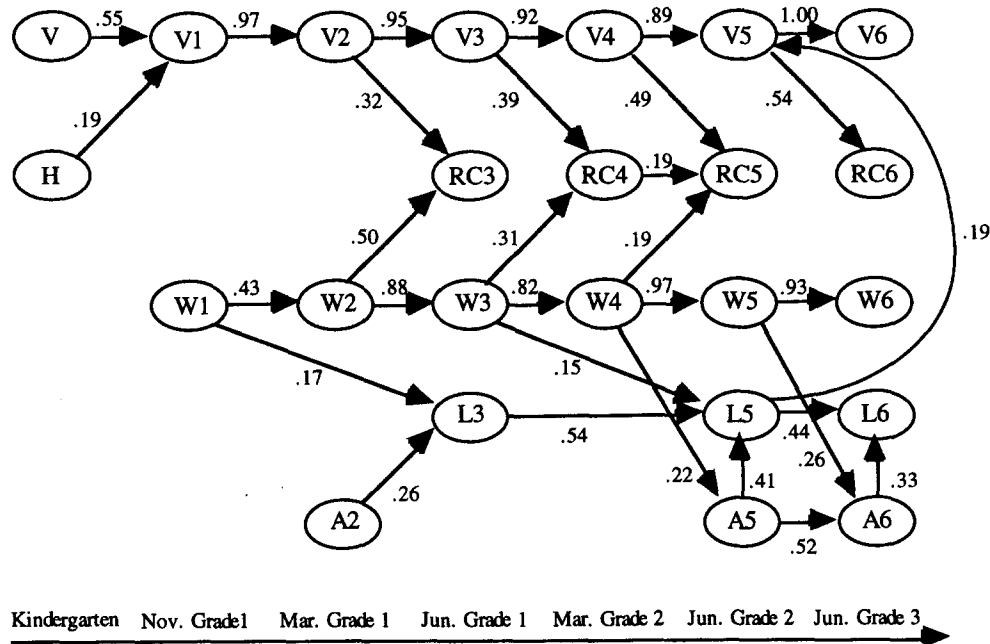 .55 .97 .95 .92 .89 1.00
V V1 V2 V3 V4 V5 V6
.19 .32 .39 .49 .54
H RC3 RC4 .19 RC5 RC6
.50 .31 .19 .19
W1 .43 W2 .88 W3 .82 W4 .97 W5 .93 W6
.17 .15
L3 .54 L5 .44 L6
.26 .22 .41 .26 .33
A2 A5 .52 A6
Kindergarten Nov. Grade1 Mar. Grade 1 Jun. Grade 1 Mar. Grade 2 Jun. Grade 2 Jun. Grade 3